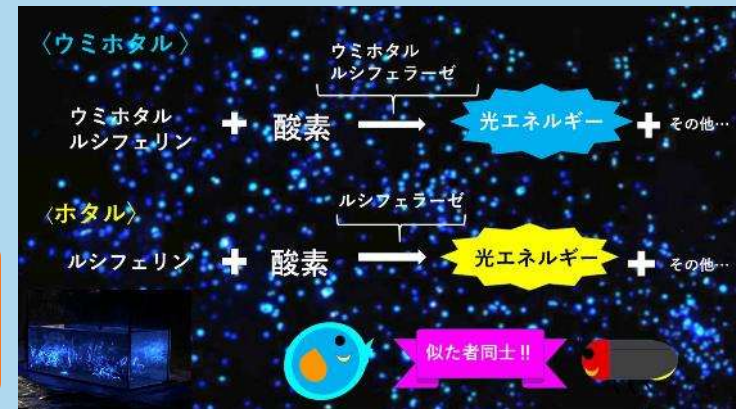 〈ウミホタル〉
ウミホタル
ルシフェラーゼ
ウミホタル
ルシフェリン
+
酸素
光エネルギー
+
その他…
〈ホタル〉
ルシフェラーゼ
ルシフェリン
+
酸素
光エネルギー
+
その他…
似た者同士!!